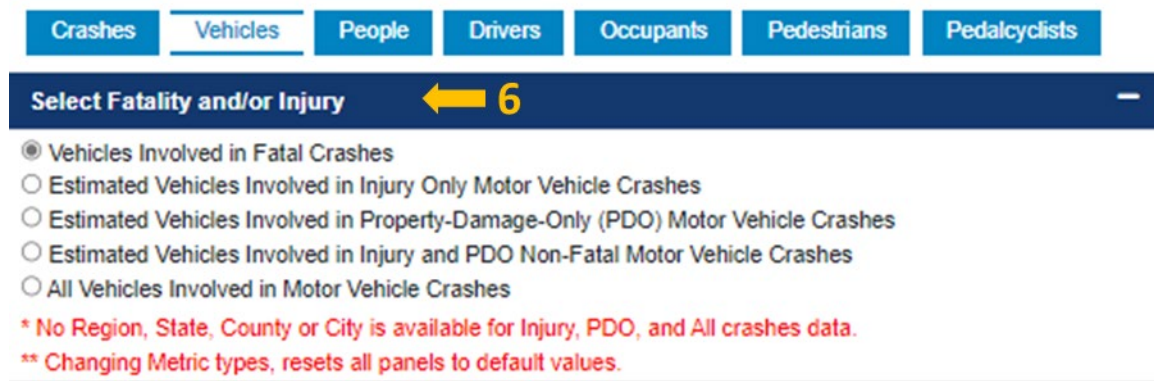 Crashes Vehicles People Drivers Occupants Pedestrians Pedalcyclists
Select Fatality and/or Injury 6
Vehicles Involved in Fatal Crashes
Estimated Vehicles Involved in Injury Only Motor Vehicle Crashes
Estimated Vehicles Involved in Property-Damage-Only (PDO) Motor Vehicle Crashes
Estimated Vehicles Involved in Injury and PDO Non-Fatal Motor Vehicle Crashes
All Vehicles Involved in Motor Vehicle Crashes
* No Region, State, County or City is available for Injury, PDO, and All crashes data.
** Changing Metric types, resets all panels to default values.